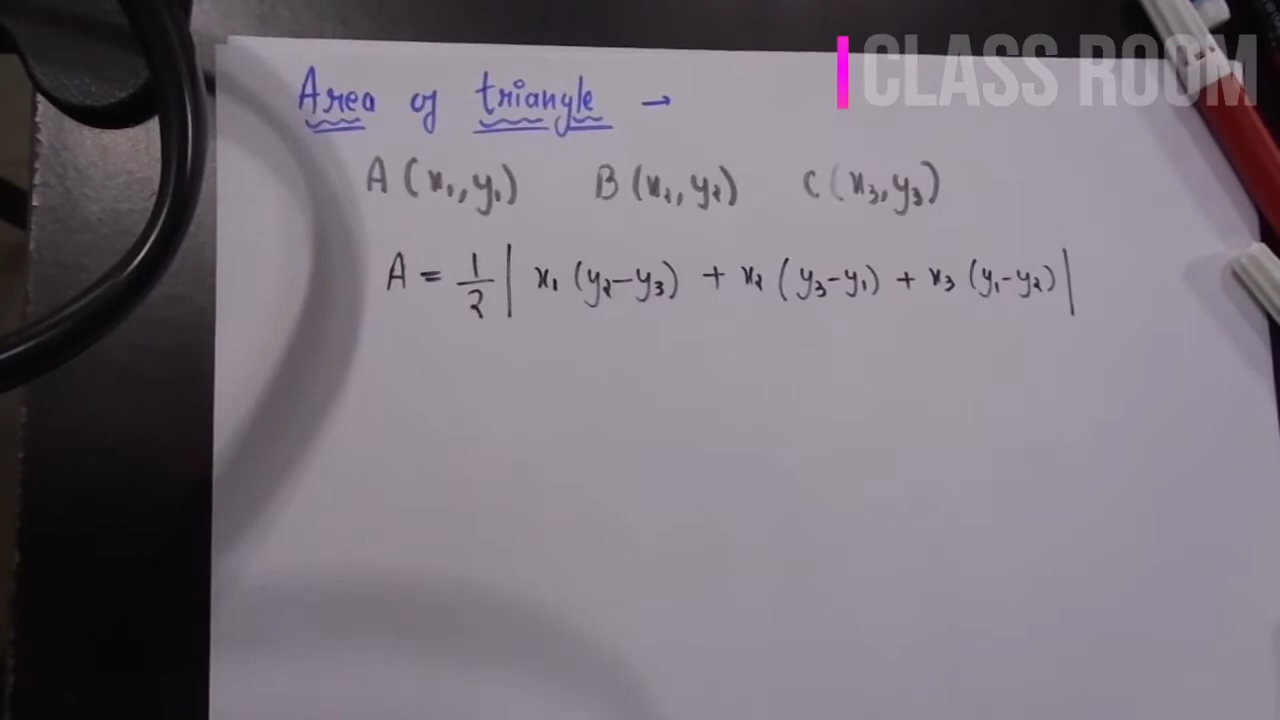 CLASS ROOM
Area of triangle →
A (x₁, y₁) B (x₂, y₂) C (x₃, y₃)
A = 1/2 | x₁ (y₂-y₃) + x₂ (y₃-y₁) + x₃ (y₁-y₂) |